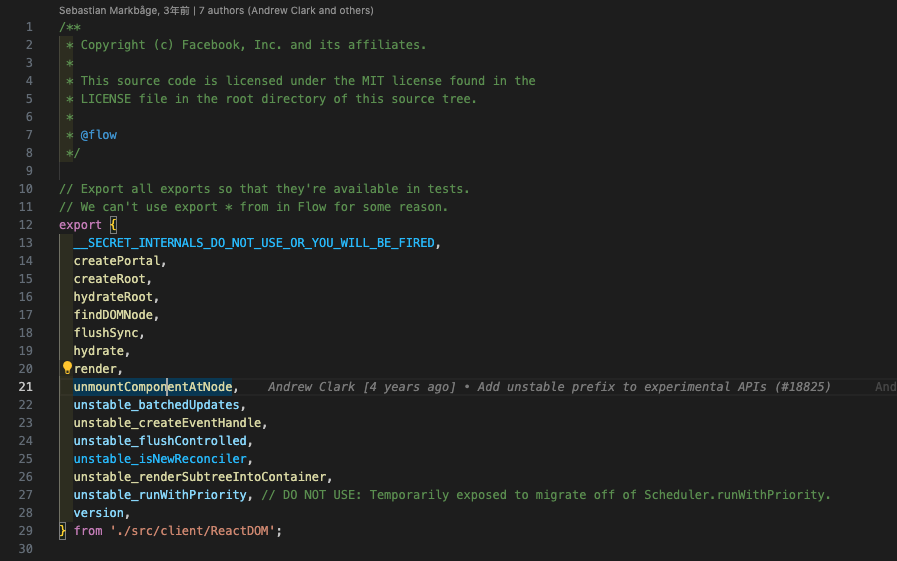 Sebastian Markbåge, 3年前 | 7 authors (Andrew Clark and others)
1 /**
2 * Copyright (c) Facebook, Inc. and its affiliates.
3 *
4 * This source code is licensed under the MIT license found in the
5 * LICENSE file in the root directory of this source tree.
6 *
7 * @flow
8 */
9
10 // Export all exports so that they're available in tests.
11 // We can't use export * from in Flow for some reason.
12 export {
13 __SECRET_INTERNALS_DO_NOT_USE_OR_YOU_WILL_BE_FIRED,
14 createPortal,
15 createRoot,
16 hydrateRoot,
17 findDOMNode,
18 flushSync,
19 hydrate,
20 render,
21 unmountComponentAtNode, Andrew Clark [4 years ago] • Add unstable prefix to experimental APIs (#18825) And
22 unstable_batchedUpdates,
23 unstable_createEventHandle,
24 unstable_flushControlled,
25 unstable_isNewReconciler,
26 unstable_renderSubtreeIntoContainer,
27 unstable_runWithPriority, // DO NOT USE: Temporarily exposed to migrate off of Scheduler.runWithPriority.
28 version,
29 } from './src/client/ReactDOM';
30